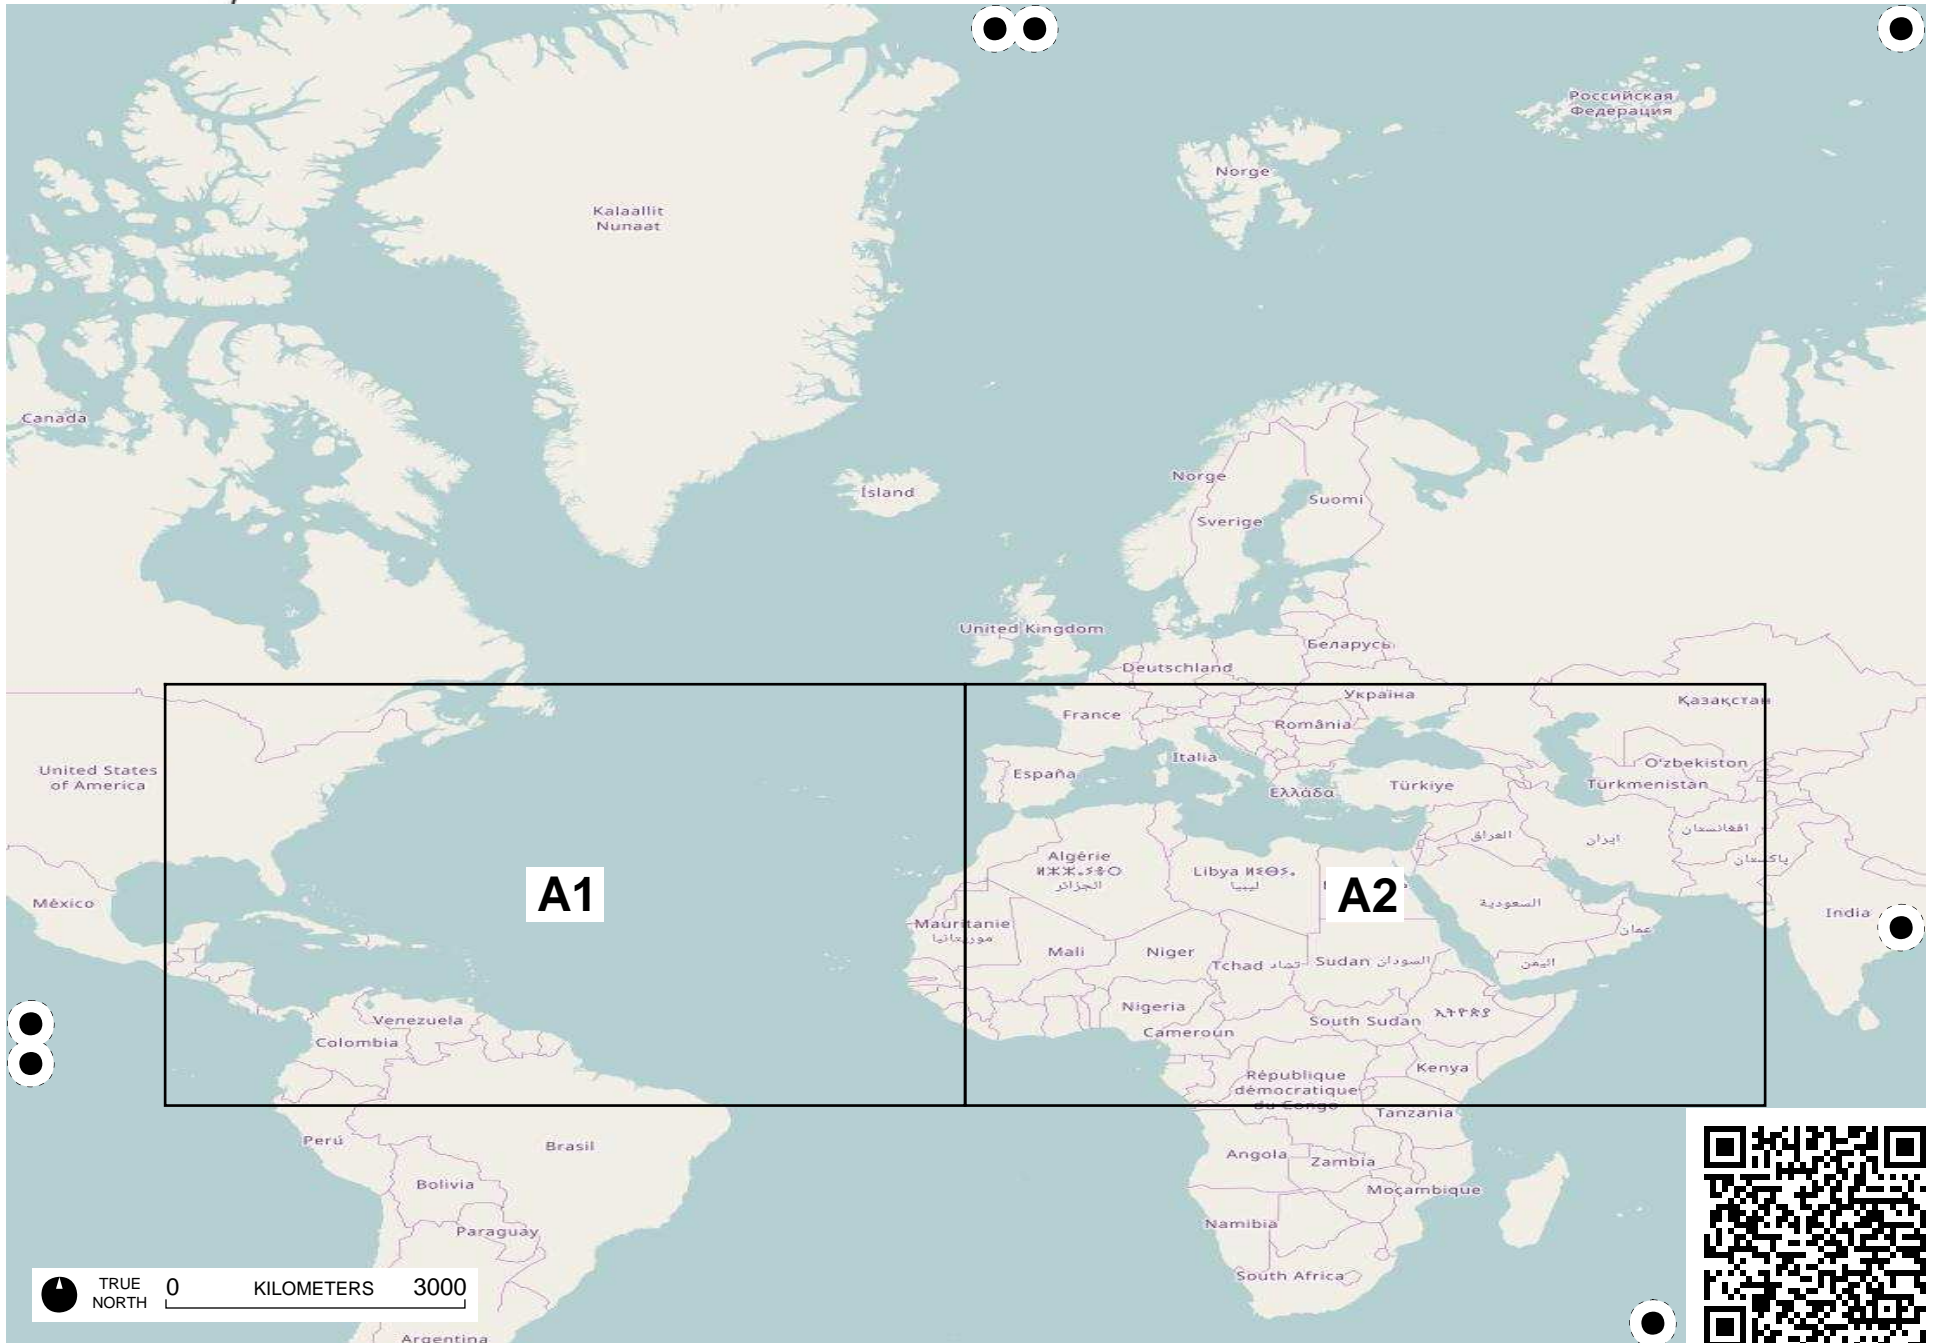 Российская
Федерация
Norge
Kalaallit
Nunaat
Canada
Norge
Ísland
Suomi
Sverige
United Kingdom
Беларусь
Deutschland
Україна
Қазақстан
France
România
Italia
O‘zbekiston
United States
of America
España
Türkiye
Türkmenistan
Ελλάδα
افغانستان
العراق
ایران
Algérie
ⵍⵣⵣⴰⵢⴻⵔ
الجزائر
پاکستان
Libya ⵍⵉⴱⵢⴰ
ليبيا
A1
A2
México
السعودية
India
Mauritanie
موريتانيا
عمان
Mali
Niger
Tchad تشاد
Sudan السودان
اليمن
Nigeria
Venezuela
South Sudan
ኢትዮጵያ
Cameroun
Colombia
Kenya
République
démocratique
du Congo
Tanzania
Perú
Brasil
Angola
Zambia
Bolivia
Moçambique
Namibia
Paraguay
South Africa
TRUE
NORTH
0 KILOMETERS 3000
Argentina